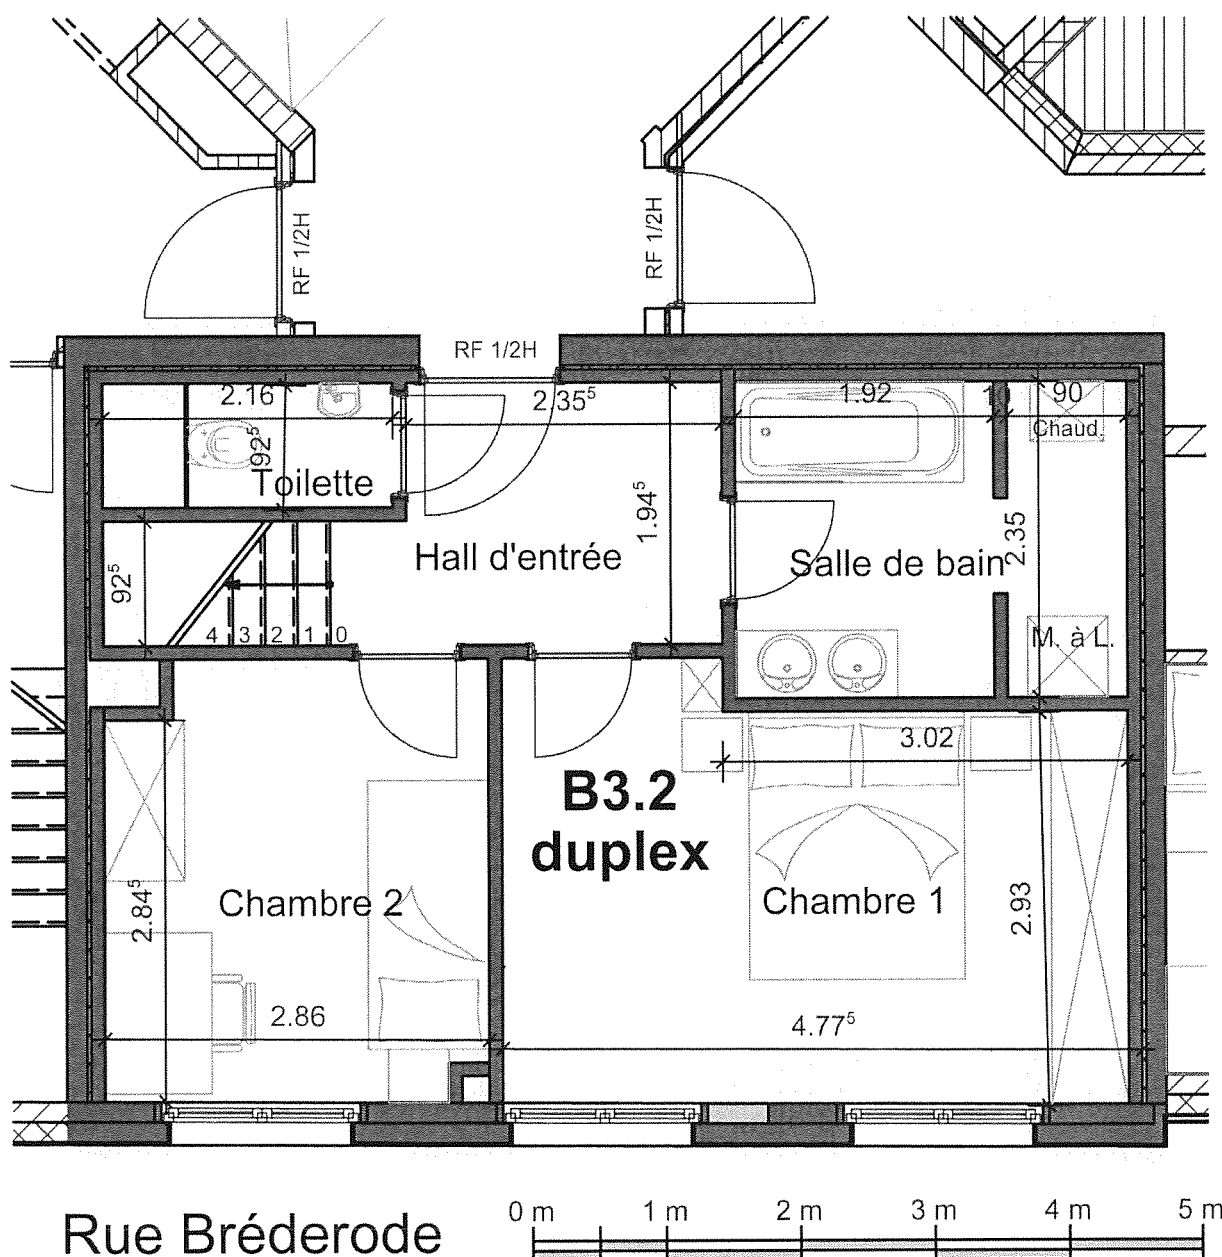 RF 1/2H
RF 1/2H
RF 1/2H
2.16
2.35⁵
1.92
10
90
Chaud.
92⁵
Toilette
1.94⁵
2.35
Hall d'entrée
Salle de bain
92⁵
4 3 2 1 0
M. à L.
3.02
B3.2
duplex
2.84⁵
Chambre 2
Chambre 1
2.93
2.86
4.77⁵
Rue Bréderode
0 m 1 m 2 m 3 m 4 m 5 m